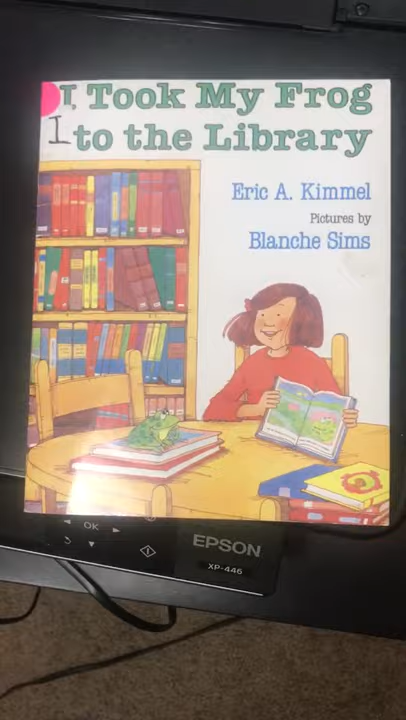 I Took My Frog
I to the Library
Eric A. Kimmel
Pictures by
Blanche Sims
OK
EPSON
XP-446